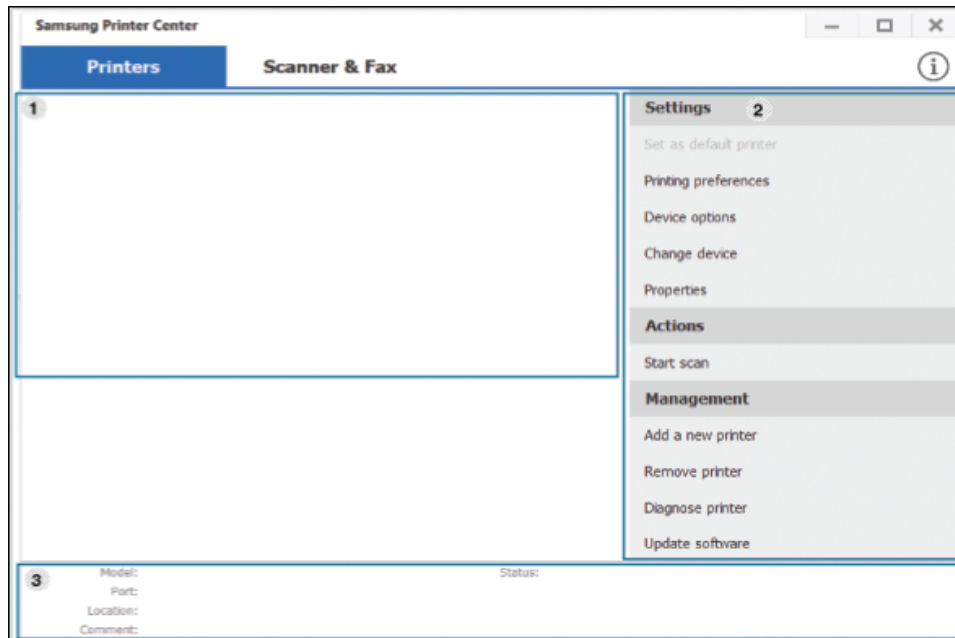 Samsung Printer Center
Printers
Scanner & Fax
1
Settings
2
Set as default printer
Printing preferences
Device options
Change device
Properties
Actions
Start scan
Management
Add a new printer
Remove printer
Diagnose printer
Update software
3
Model:
Status:
Port:
Location:
Comment: